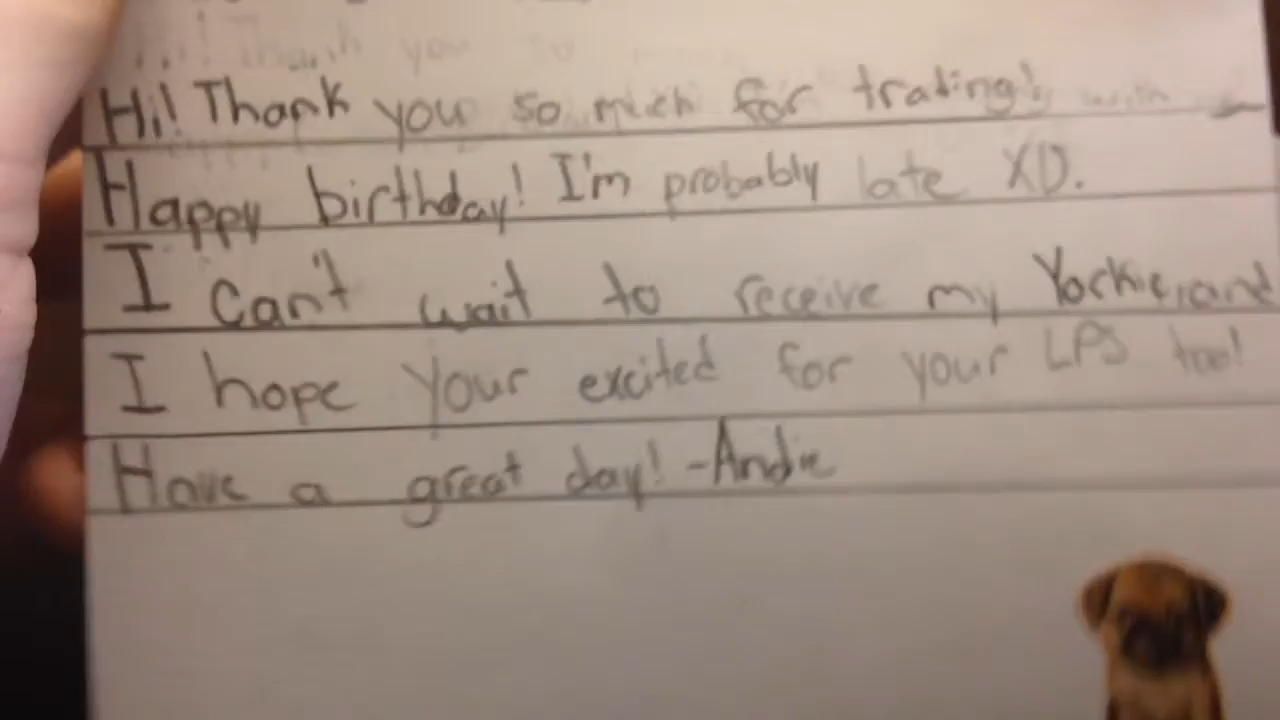 Hi! Thank you so much for trading!
Happy birthday! I'm probably late XD.
I can't wait to receive my Yorkie, and
I hope your excited for your LPS too!
Have a great day! -Andie